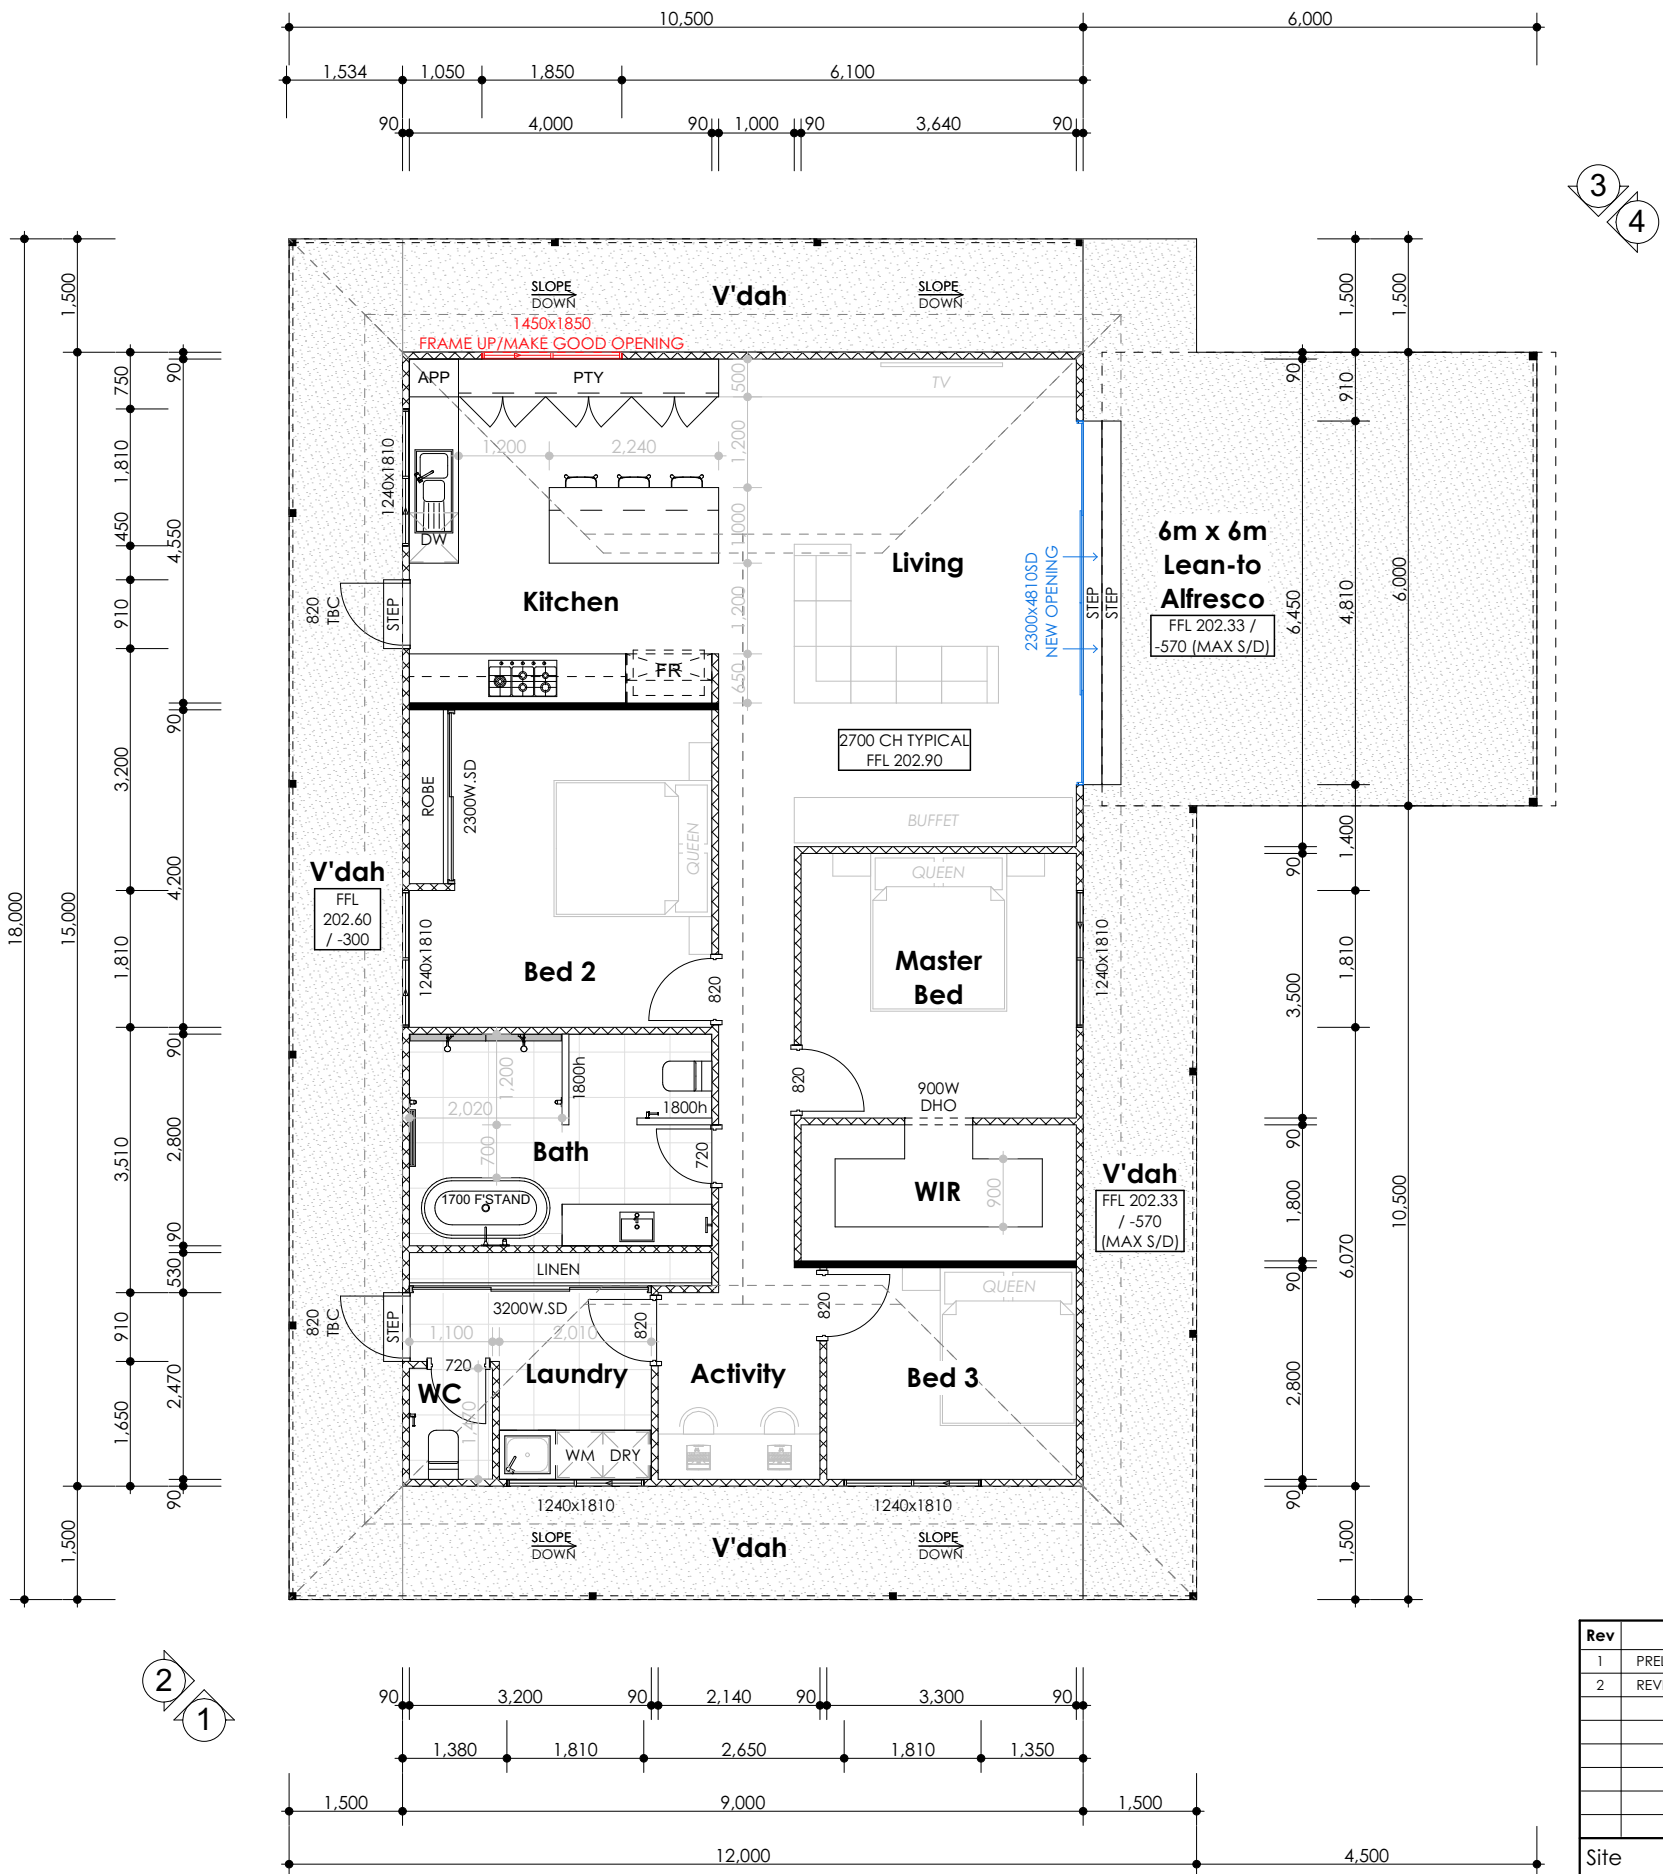 10,500
6,000
1,534
1,050
1,850
6,100
90
4,000
90
1,000
90
3,640
90
3
4
18,000
1,500
15,000
1,500
750
1,810
450
910
3,200
1,810
3,510
910
1,650
90
4,550
90
4,200
90
2,800
90
530
2,470
90
SLOPE
DOWN
V'dah
SLOPE
DOWN
1450x1850
FRAME UP/MAKE GOOD OPENING
APP
PTY
500
TV
1,200
2,240
1,200
1240x1810
DW
1,000
Living
Kitchen
1,200
820
TBC
STEP
FR
650
2300x4810SD
NEW OPENING
STEP
STEP
6m x 6m
Lean-to
Alfresco
FFL 202.33 /
-570 (MAX S/D)
2700 CH TYPICAL
FFL 202.90
ROBE
2300W.SD
QUEEN
BUFFET
V'dah
FFL
202.60
/ -300
1240x1810
Bed 2
820
QUEEN
Master
Bed
1240x1810
1,200
1800h
2,020
1800h
700
Bath
720
1700 F'STAND
820
900W
DHO
WIR
900
V'dah
FFL 202.33
/ -570
(MAX S/D)
LINEN
3200W.SD
820
TBC
STEP
1,100
2,010
820
820
QUEEN
720
WC
Laundry
Activity
Bed 3
1,470
WM
DRY
1240x1810
1240x1810
SLOPE
DOWN
V'dah
SLOPE
DOWN
90
6,450
90
3,500
90
1,800
90
2,800
90
1,500
910
4,810
1,400
1,810
6,070
1,500
1,500
6,000
10,500
2
1
90
3,200
90
2,140
90
3,300
90
1,380
1,810
2,650
1,810
1,350
1,500
9,000
1,500
12,000
4,500
Rev
1
2
Site